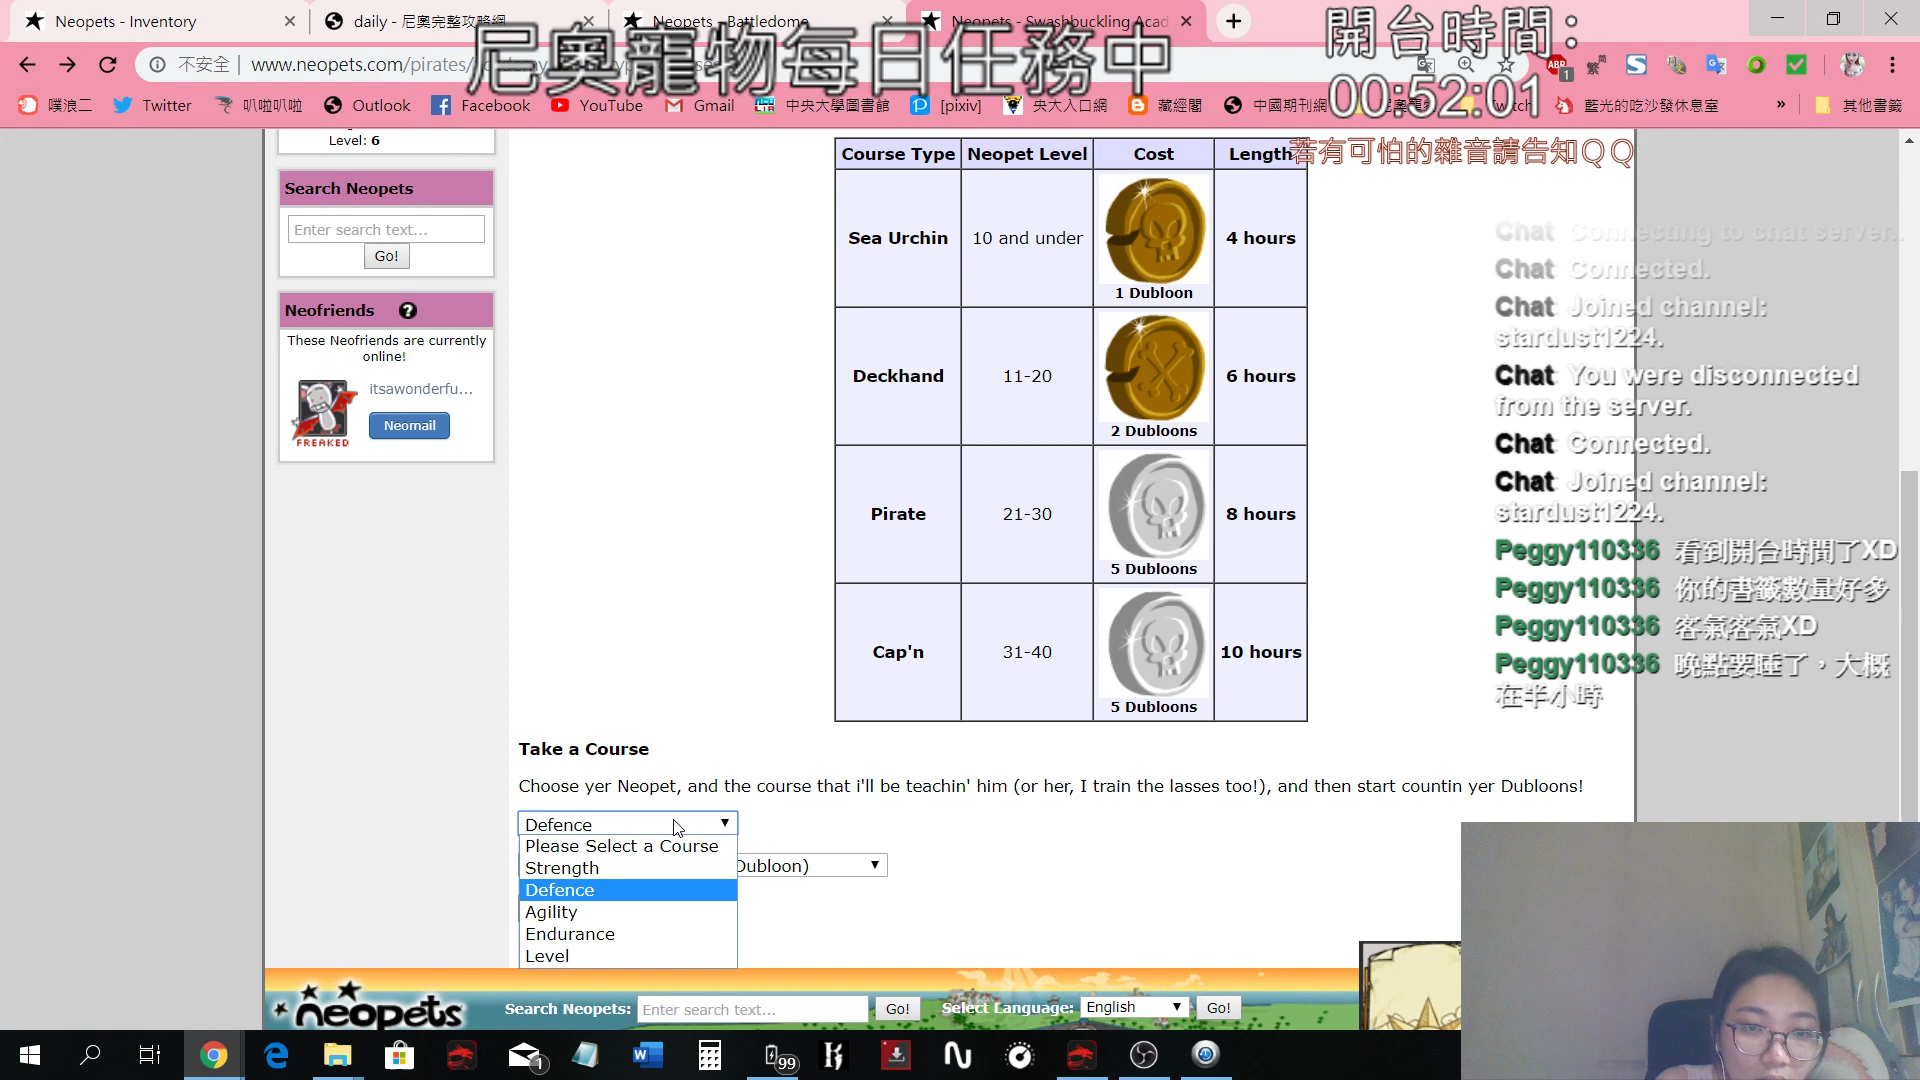 Neopets - Inventory
daily - 尼奧完整攻略網
Neopets - Battledome
Neopets - Swashbuckling Acad
尼奧寵物每日任務中
開台時間：
00:52:01
不安全
www.neopets.com/pirates/
噗浪二
Twitter
叭啦叭啦
Outlook
Facebook
YouTube
Gmail
中央大學圖書館
[pixiv]
央大入口網
藏經閣
中國期刊網
Twitch
藍光的吃沙發休息室
»
其他書籤
若有可怕的雜音請告知ＱＱ
Level: 6
Search Neopets
Enter search text...
Go!
Neofriends
These Neofriends are currently
online!
itsawonderfu...
Neomail
FREAKED
Course Type Neopet Level Cost Length
Sea Urchin 10 and under 1 Dubloon 4 hours
Deckhand 11-20 2 Dubloons 6 hours
Pirate 21-30 5 Dubloons 8 hours
Cap'n 31-40 5 Dubloons 10 hours
Take a Course
Choose yer Neopet, and the course that i'll be teachin' him (or her, I train the lasses too!), and then start countin yer Dubloons!
Defence
Please Select a Course
Strength
Defence
Agility
Endurance
Level
Dubloon)
Chat Connecting to chat server..
Chat Connected.
Chat Joined channel:
stardust1224.
Chat You were disconnected
from the server.
Chat Connected.
Chat Joined channel:
stardust1224.
Peggy110336 看到開台時間了XD
Peggy110336 你的書籤數量好多
Peggy110336 客氣客氣XD
Peggy110336 晚點要睡了，大概
在半小時
neopets
Search Neopets: Enter search text... Go! Select Language: English Go!
1
99